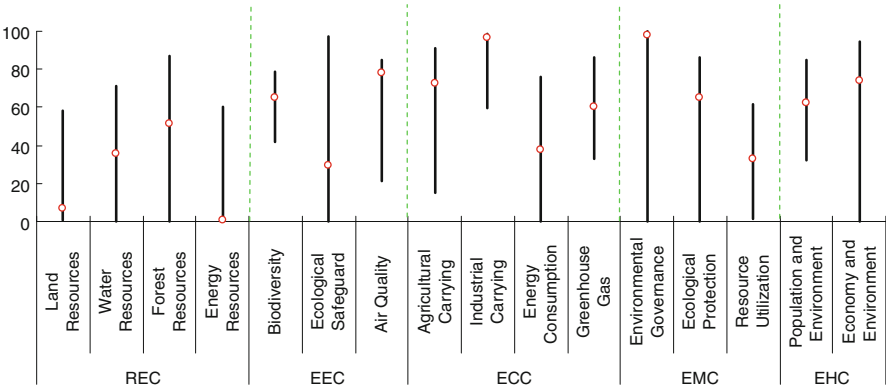 100
80
60
40
20
0
Land
Resources
Water
Resources
Forest
Resources
Energy
Resources
Biodiversity
Ecological
Safeguard
Air Quality
Agricultural
Carrying
Industrial
Carrying
Energy
Consumption
Greenhouse
Gas
Environmental
Governance
Ecological
Protection
Resource
Utilization
Population and
Environment
Economy and
Environment
REC
EEC
ECC
EMC
EHC